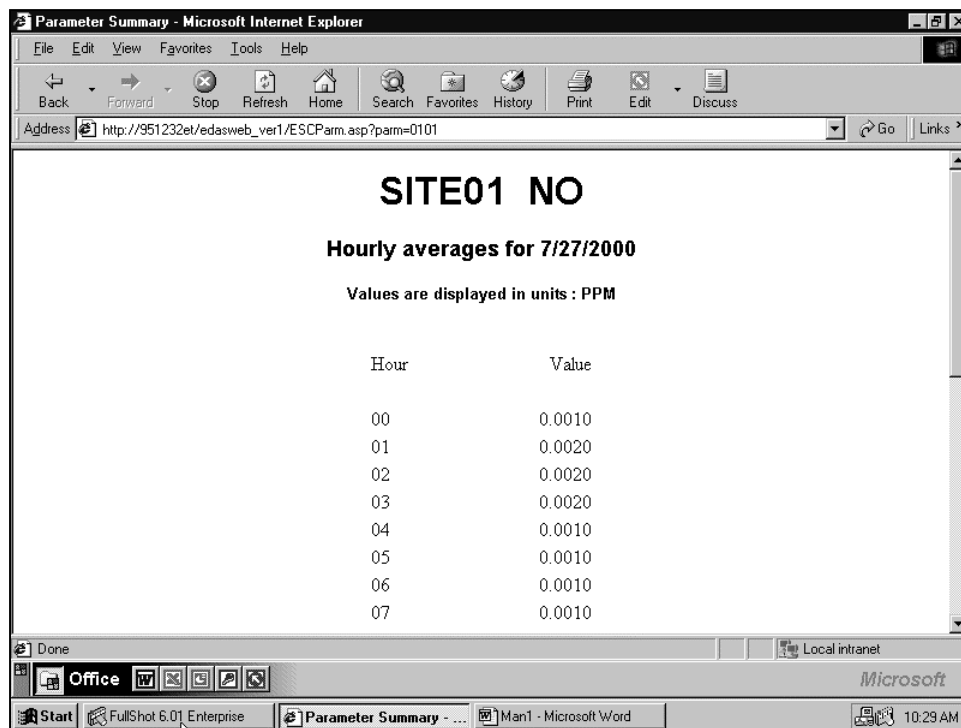 Parameter Summary - Microsoft Internet Explorer
File Edit View Favorites Tools Help
Back Forward Stop Refresh Home Search Favorites History Print Edit Discuss
Address http://951232et/edasweb_ver1/ESCParm.asp?parm=0101 Go Links
SITE01 NO
Hourly averages for 7/27/2000
Values are displayed in units : PPM
Hour Value
00 0.0010
01 0.0020
02 0.0020
03 0.0020
04 0.0010
05 0.0010
06 0.0010
07 0.0010
Done Local intranet
Office Microsoft
Start FullShot 6.01 Enterprise Parameter Summary - ... Man1 - Microsoft Word 10:29 AM